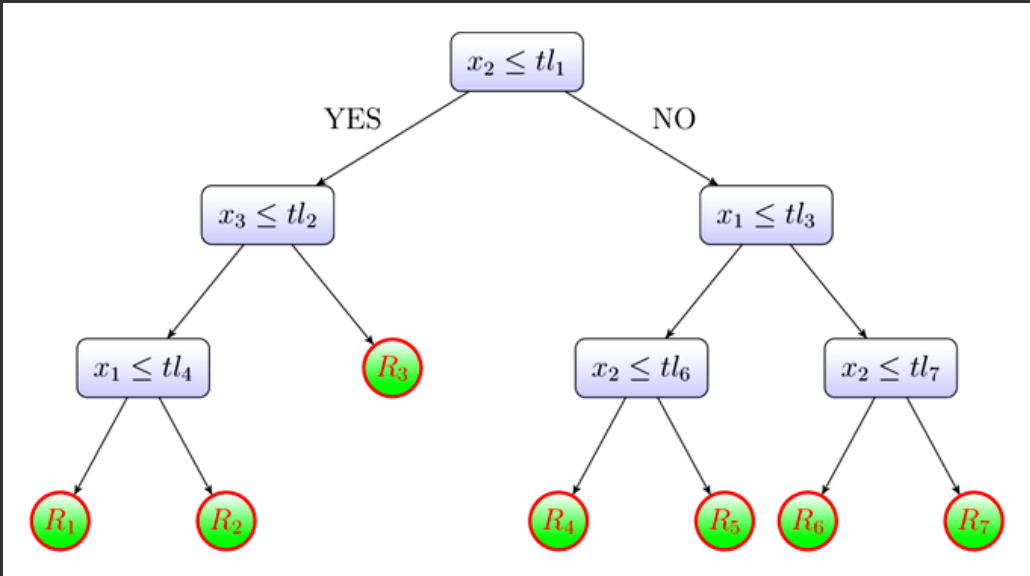 x₂ ≤ tl₁
YES NO
x₃ ≤ tl₂ x₁ ≤ tl₃
x₁ ≤ tl₄ R₃ x₂ ≤ tl₆ x₂ ≤ tl₇
R₁ R₂ R₄ R₅ R₆ R₇